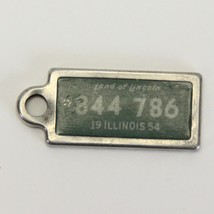 Land of Lincoln
844 786
19 ILLINOIS 54